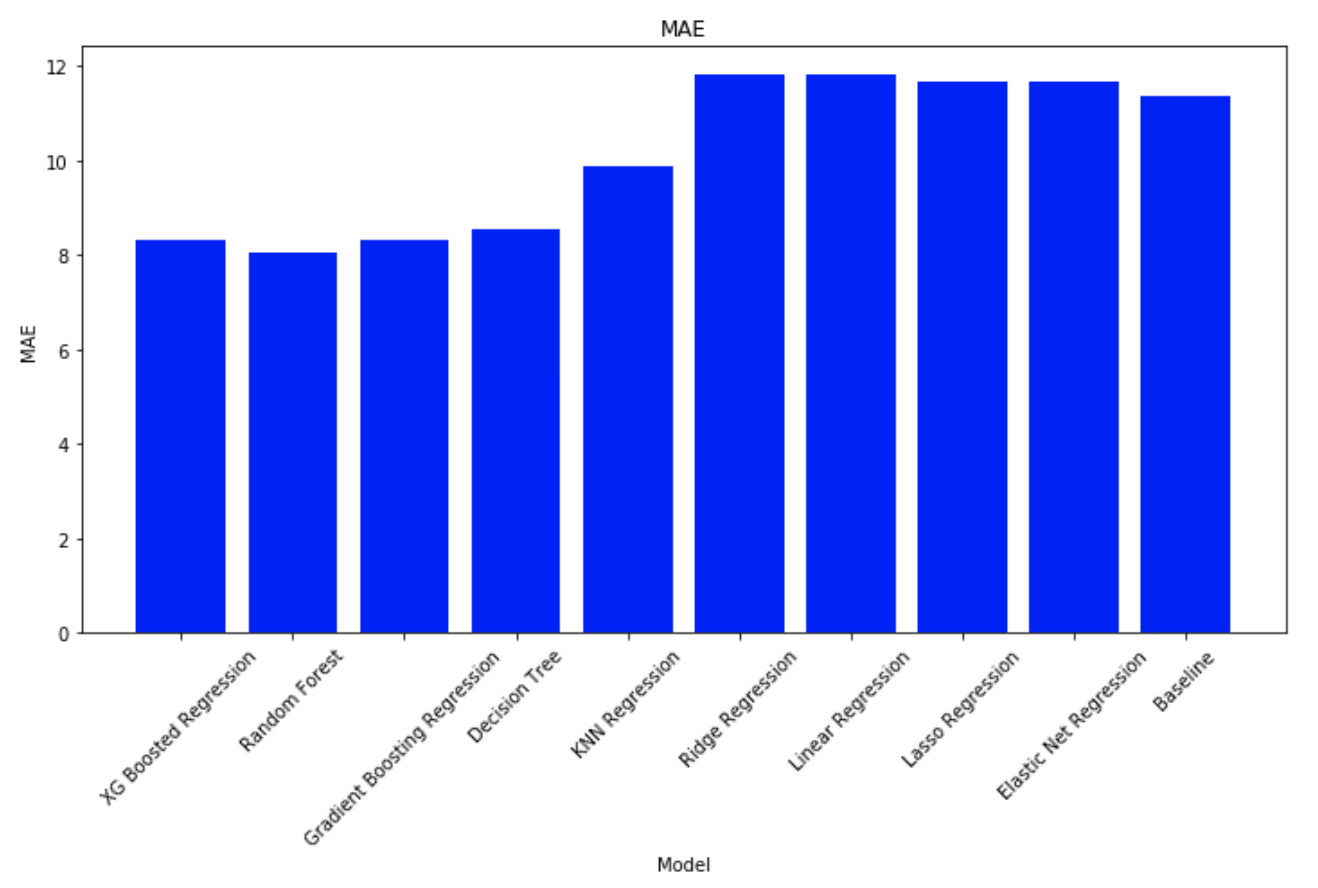 MAE
12
10
8
6
4
2
0
MAE
XG Boosted Regression
Random Forest
Gradient Boosting Regression
Decision Tree
KNN Regression
Ridge Regression
Linear Regression
Lasso Regression
Elastic Net Regression
Baseline
Model